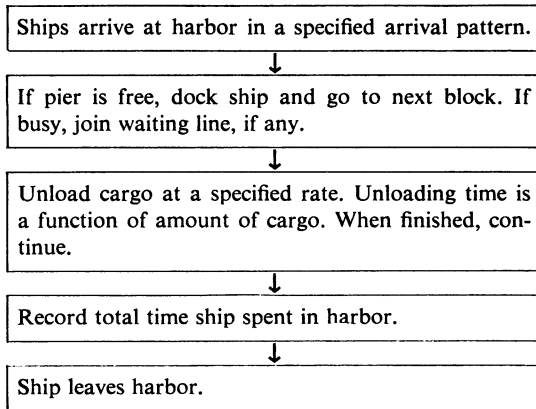 Ships arrive at harbor in a specified arrival pattern.
If pier is free, dock ship and go to next block. If
busy, join waiting line, if any.
Unload cargo at a specified rate. Unloading time is
a function of amount of cargo. When finished, con-
tinue.
Record total time ship spent in harbor.
Ship leaves harbor.